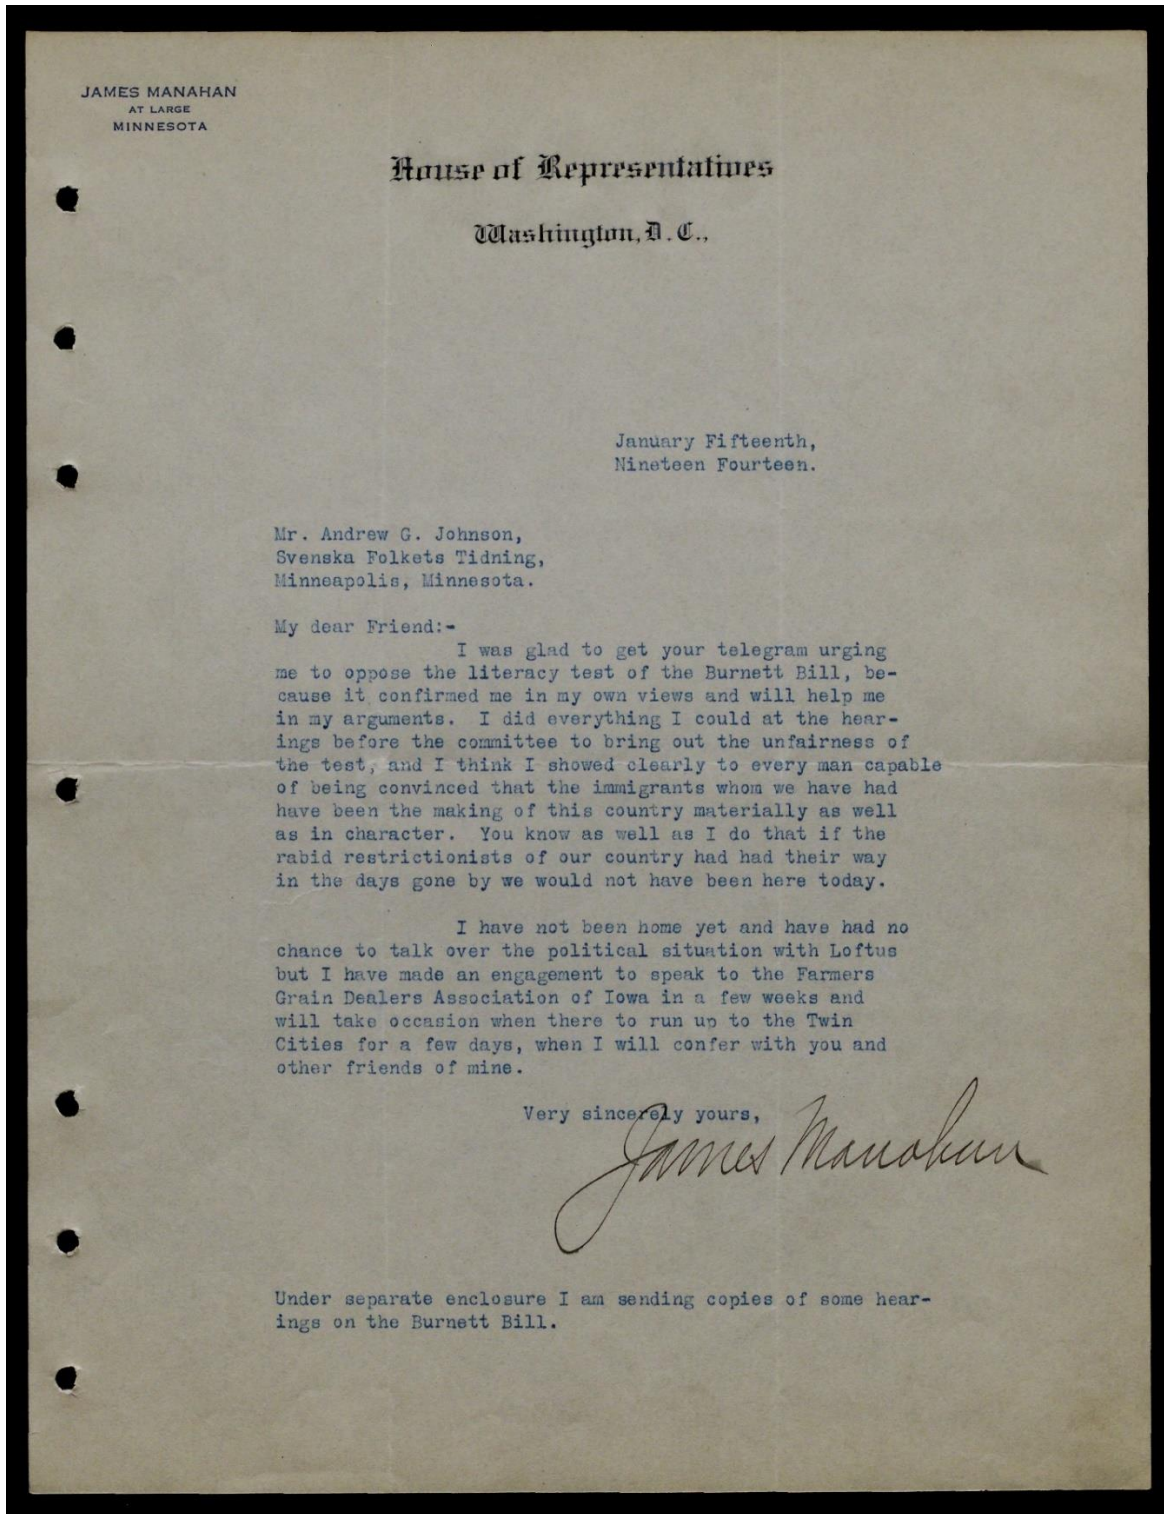 JAMES MANAHAN
AT LARGE
MINNESOTA
House of Representatives
Washington, D. C.,
January Fifteenth,
Nineteen Fourteen.
Mr. Andrew G. Johnson,
Svenska Folkets Tidning,
Minneapolis, Minnesota.
My dear Friend:-
I was glad to get your telegram urging
me to oppose the literacy test of the Burnett Bill, be-
cause it confirmed me in my own views and will help me
in my arguments. I did everything I could at the hear-
ings before the committee to bring out the unfairness of
the test, and I think I showed clearly to every man capable
of being convinced that the immigrants whom we have had
have been the making of this country materially as well
as in character. You know as well as I do that if the
rabid restrictionists of our country had had their way
in the days gone by we would not have been here today.
I have not been home yet and have had no
chance to talk over the political situation with Loftus
but I have made an engagement to speak to the Farmers
Grain Dealers Association of Iowa in a few weeks and
will take occasion when there to run up to the Twin
Cities for a few days, when I will confer with you and
other friends of mine.
Very sincerely yours,
James Manahan
Under separate enclosure I am sending copies of some hear-
ings on the Burnett Bill.